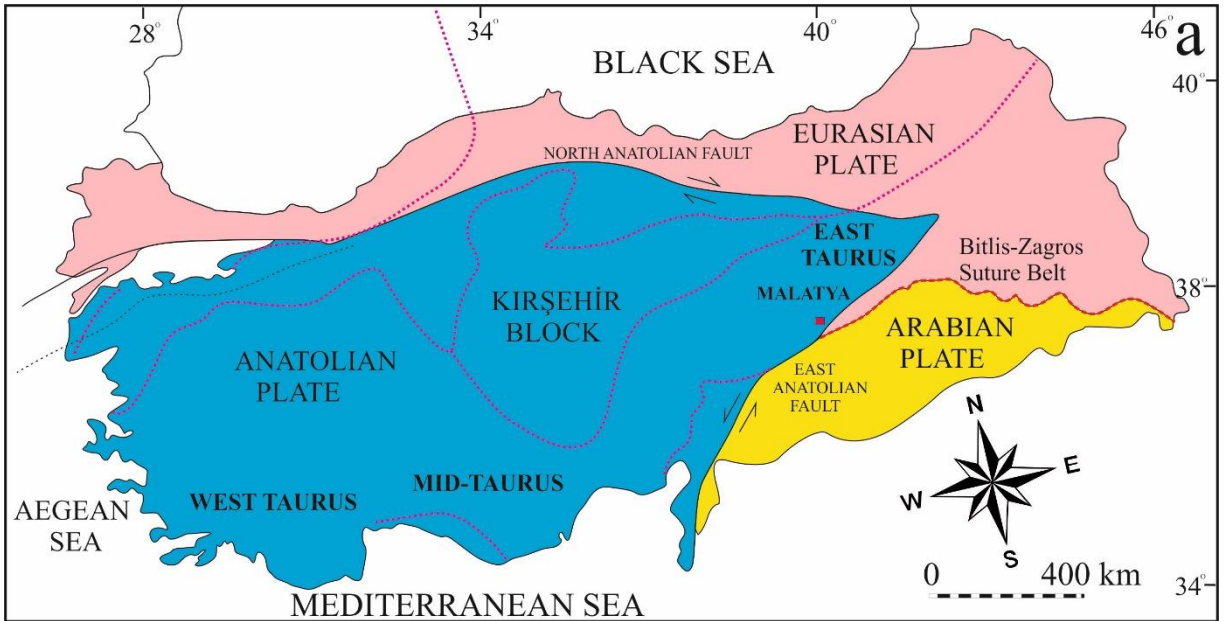 28°
34°
40°
46°
a
BLACK SEA
40°
EURASIAN
PLATE
NORTH ANATOLIAN FAULT
EAST
TAURUS
Bitlis-Zagros
Suture Belt
38°
MALATYA
KIRŞEHİR
BLOCK
ARABIAN
PLATE
ANATOLIAN
PLATE
EAST
ANATOLIAN
FAULT
N
E
W
S
MID-TAURUS
WEST TAURUS
AEGEAN
SEA
0 400 km
34°
MEDITERRANEAN SEA